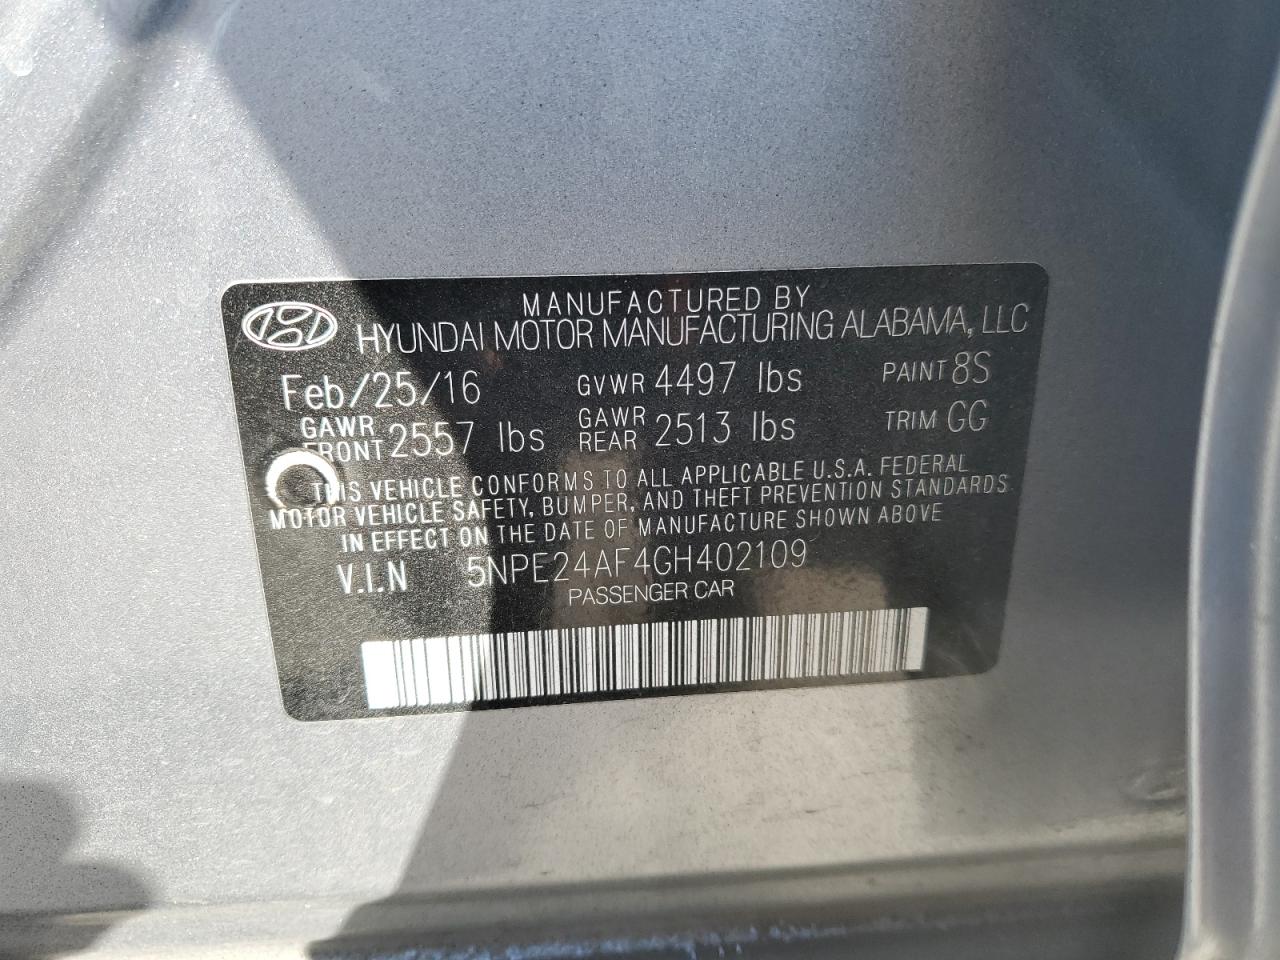 MANUFACTURED BY
HYUNDAI MOTOR MANUFACTURING ALABAMA, LLC
Feb/25/16 GVWR 4497 lbs PAINT 8S
GAWR FRONT 2557 lbs GAWR REAR 2513 lbs TRIM GG
THIS VEHICLE CONFORMS TO ALL APPLICABLE U.S.A. FEDERAL
MOTOR VEHICLE SAFETY, BUMPER, AND THEFT PREVENTION STANDARDS
IN EFFECT ON THE DATE OF MANUFACTURE SHOWN ABOVE
V.I.N 5NPE24AF4GH402109
PASSENGER CAR